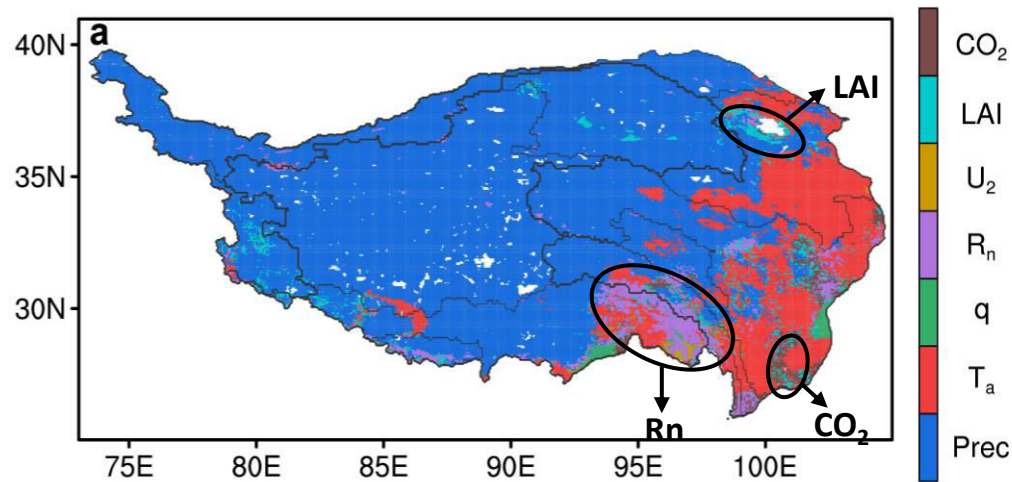 a
40N
35N
30N
75E
80E
85E
90E
95E
100E
LAI
Rn
CO₂
CO₂
LAI
U₂
Rₙ
q
Tₐ
Prec